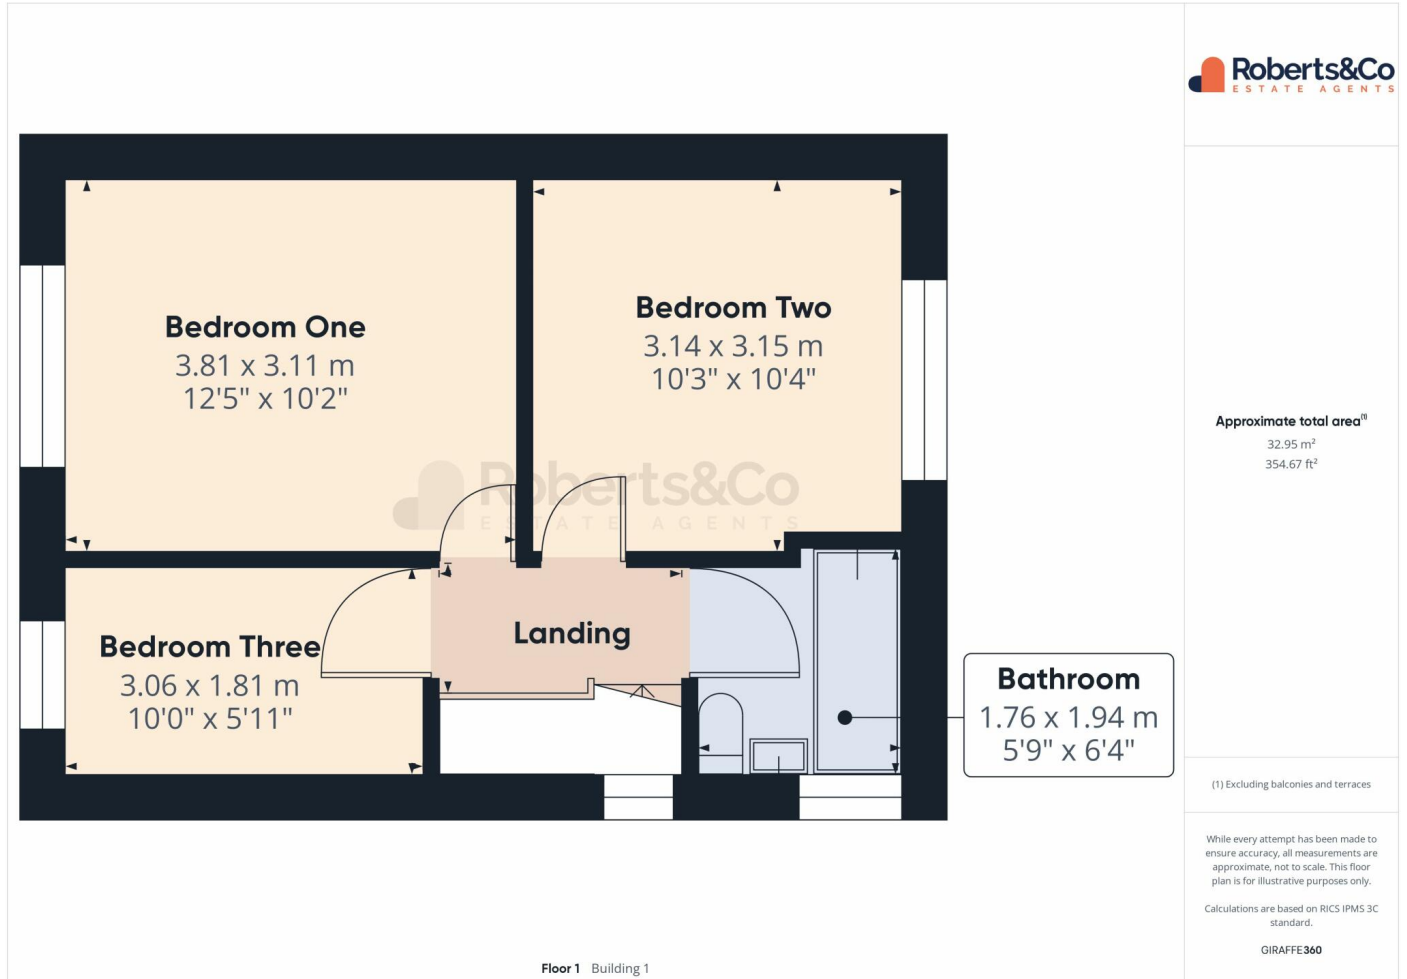 Roberts&Co
ESTATE AGENTS
Bedroom One
3.81 x 3.11 m
12'5" x 10'2"
Bedroom Two
3.14 x 3.15 m
10'3" x 10'4"
Roberts&Co
ESTATE AGENTS
Landing
Bedroom Three
3.06 x 1.81 m
10'0" x 5'11"
Bathroom
1.76 x 1.94 m
5'9" x 6'4"
Approximate total area(1)
32.95 m²
354.67 ft²
(1) Excluding balconies and terraces
While every attempt has been made to
ensure accuracy, all measurements are
approximate, not to scale. This floor
plan is for illustrative purposes only.
Calculations are based on RICS IPMS 3C
standard.
GIRAFFE360
Floor 1 Building 1